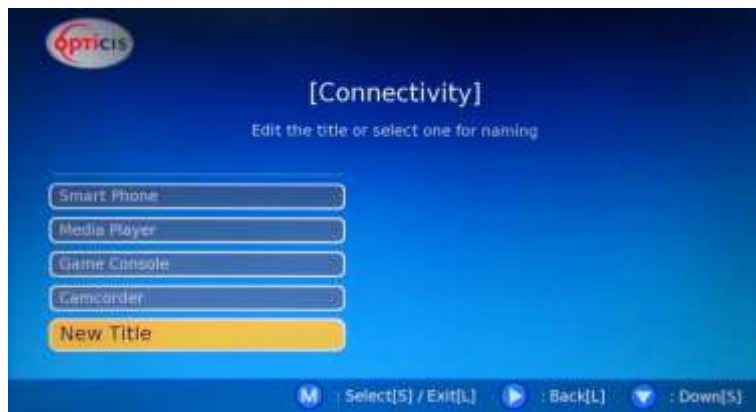 OPTICIS
[Connectivity]
Edit the title or select one for naming
Smart Phone
Media Player
Game Console
Camcorder
New Title
M : Select[S] / Exit[L] : Back[L] : Down[S]